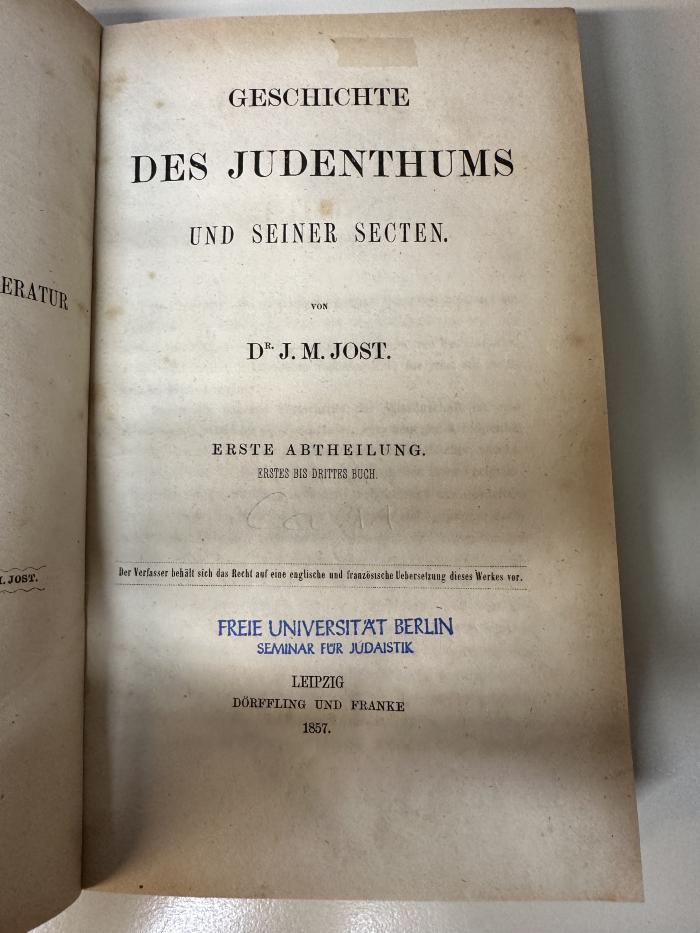 ERATUR
. JOST.
GESCHICHTE
DES JUDENTHUMS
UND SEINER SECTEN.
VON
DR. J. M. JOST.
ERSTE ABTHEILUNG.
ERSTES BIS DRITTES BUCH.
Der Verfasser behält sich das Recht auf eine englische und französische Uebersetzung dieses Werkes vor.
FREIE UNIVERSITÄT BERLIN
SEMINAR FÜR JUDAISTIK
LEIPZIG
DÖRFFLING UND FRANKE
1857.